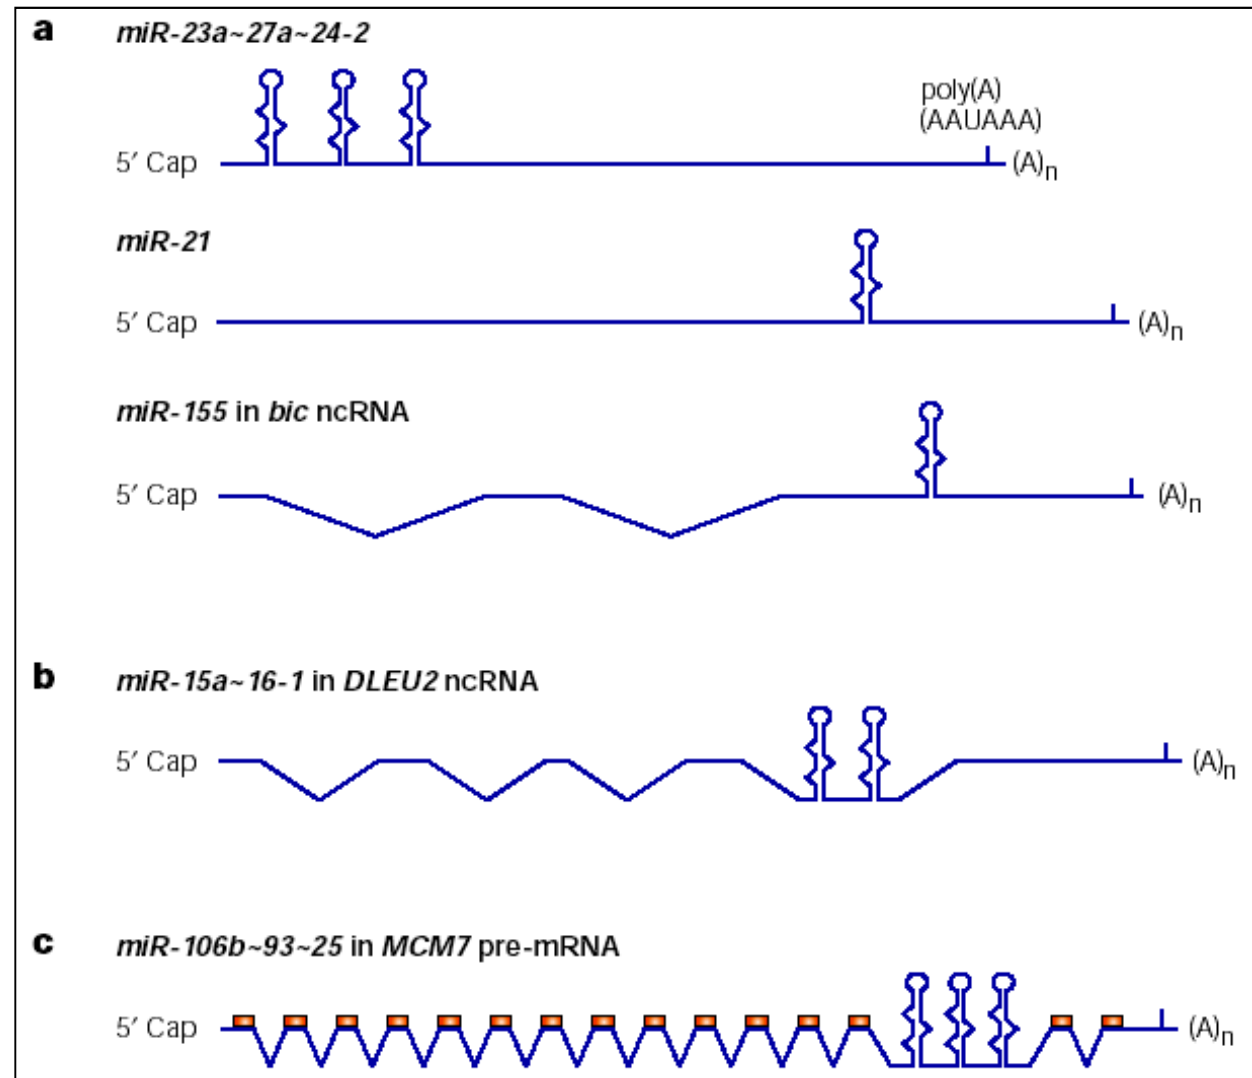 a miR-23a~27a~24-2
poly(A)
(AAUAAA)
5′ Cap (A)n
miR-21
5′ Cap (A)n
miR-155 in bic ncRNA
5′ Cap (A)n
b miR-15a~16-1 in DLEU2 ncRNA
5′ Cap (A)n
c miR-106b~93~25 in MCM7 pre-mRNA
5′ Cap (A)n